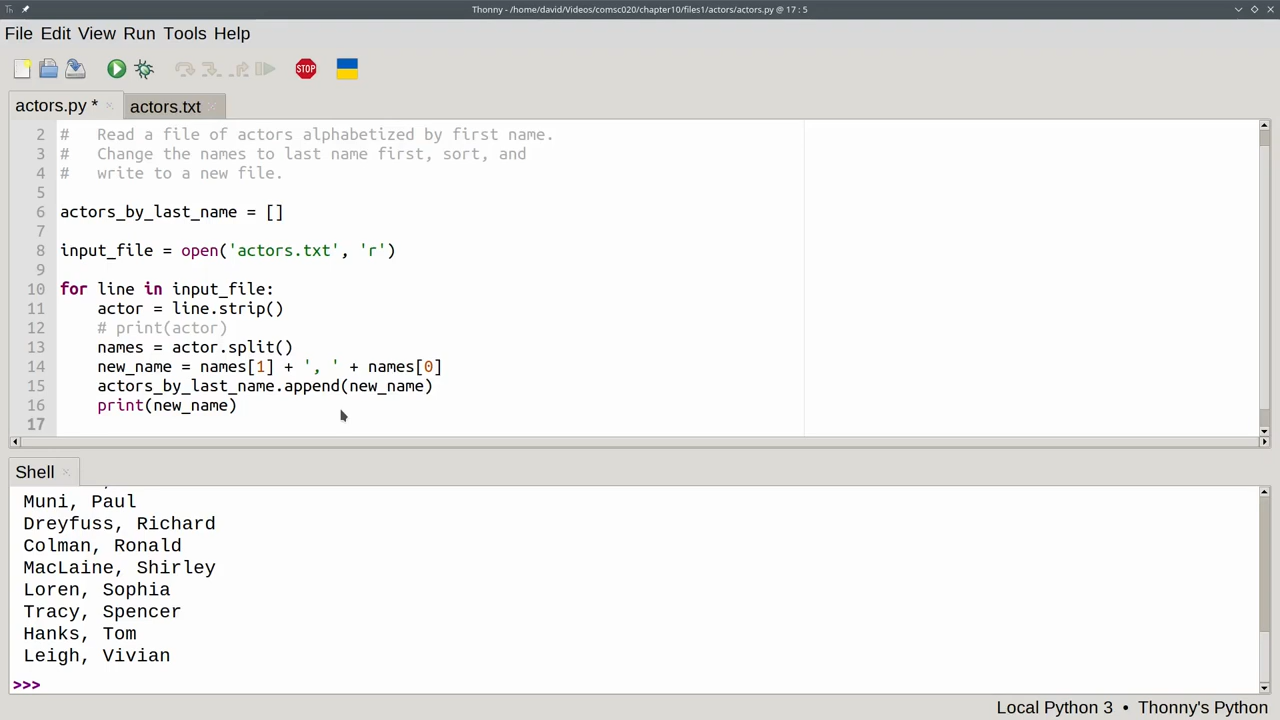 Thonny - /home/david/Videos/comsc020/chapter10/files1/actors/actors.py @ 17 : 5
File Edit View Run Tools Help
STOP
actors.py *
actors.txt
2 # Read a file of actors alphabetized by first name.
3 # Change the names to last name first, sort, and
4 # write to a new file.
5
6 actors_by_last_name = []
7
8 input_file = open('actors.txt', 'r')
9
10 for line in input_file:
11 actor = line.strip()
12 # print(actor)
13 names = actor.split()
14 new_name = names[1] + ', ' + names[0]
15 actors_by_last_name.append(new_name)
16 print(new_name)
17
Shell
Muni, Paul
Dreyfuss, Richard
Colman, Ronald
MacLaine, Shirley
Loren, Sophia
Tracy, Spencer
Hanks, Tom
Leigh, Vivian
>>>
Local Python 3 • Thonny's Python